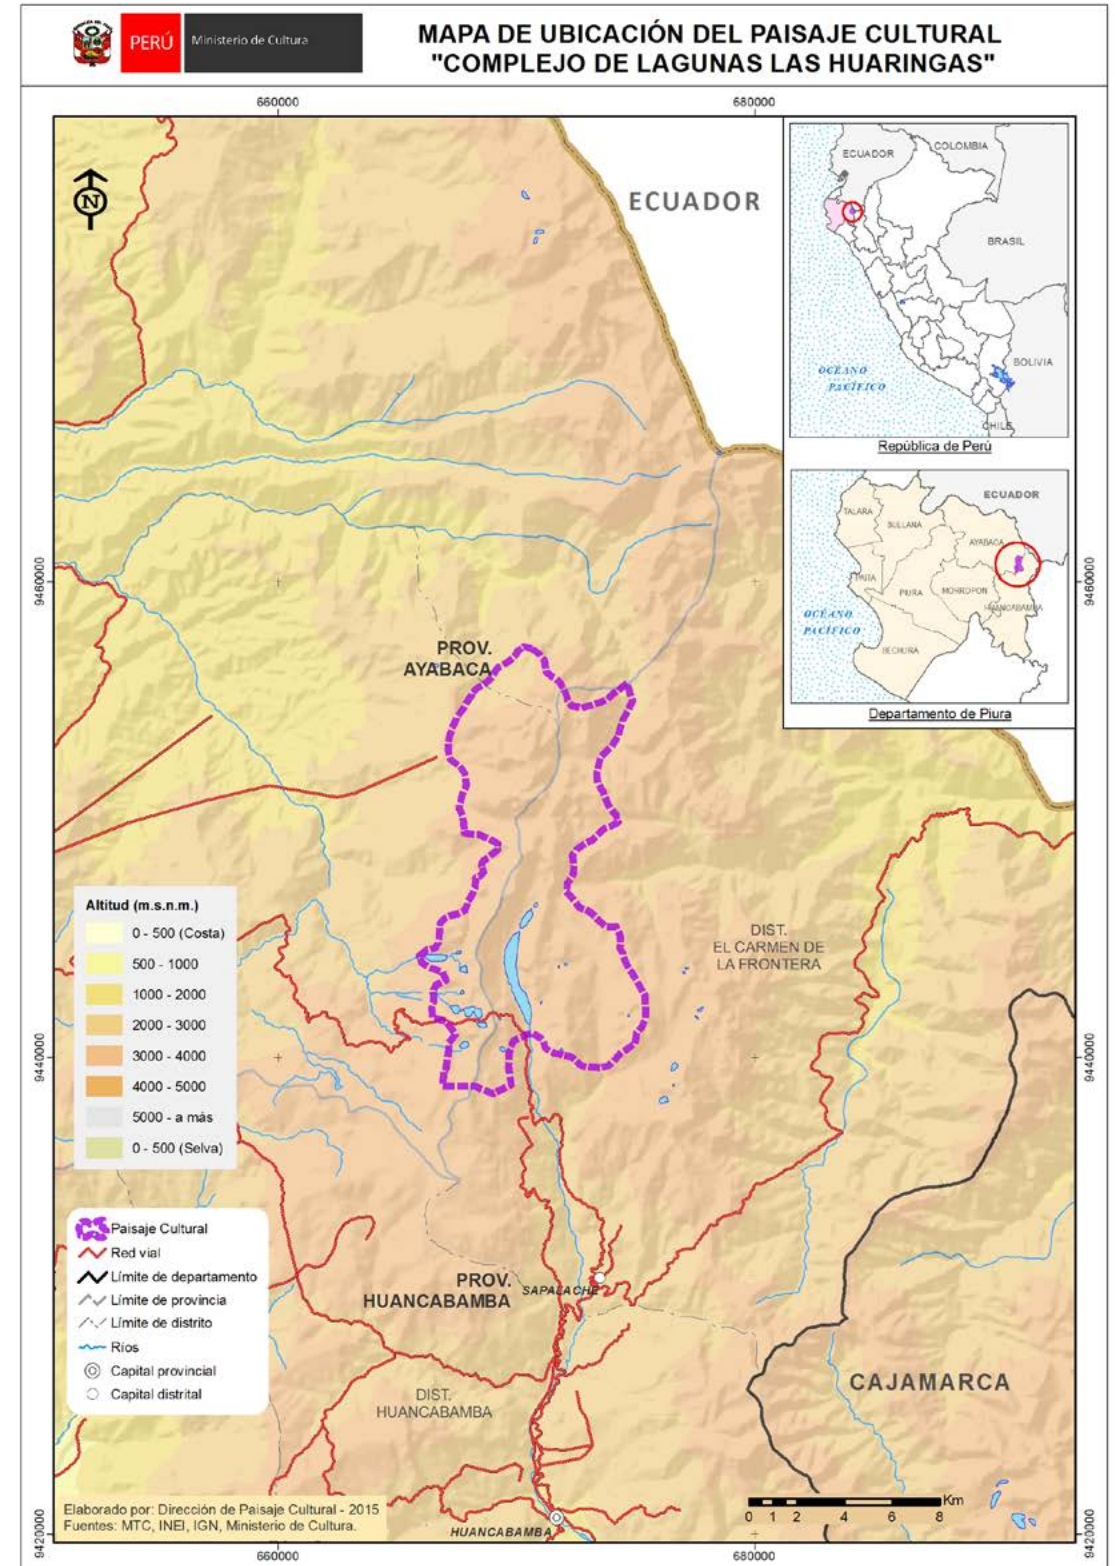 PERÚ
Ministerio de Cultura
MAPA DE UBICACIÓN DEL PAISAJE CULTURAL
"COMPLEJO DE LAGUNAS LAS HUARINGAS"
660000
680000
N
ECUADOR
ECUADOR
COLOMBIA
BRASIL
BOLIVIA
OCÉANO
PACÍFICO
CHILE
República de Perú
ECUADOR
TALARA
SULLANA
AYABACA
PAITA
PIURA
MORROPON
HUANCABAMBA
OCÉANO
PACÍFICO
SECHURA
Departamento de Piura
9460000
9460000
PROV.
AYABACA
Altitud (m.s.n.m.)
0 - 500 (Costa)
500 - 1000
1000 - 2000
2000 - 3000
3000 - 4000
4000 - 5000
5000 - a más
0 - 500 (Selva)
DIST.
EL CARMEN DE
LA FRONTERA
9440000
9440000
Paisaje Cultural
Red vial
Límite de departamento
Límite de provincia
Límite de distrito
Ríos
Capital provincial
Capital distrital
PROV.
HUANCABAMBA
SAPALACHE
DIST.
HUANCABAMBA
CAJAMARCA
Elaborado por: Dirección de Paisaje Cultural - 2015
Fuentes: MTC, INEI, IGN, Ministerio de Cultura.
HUANCABAMBA
Km
0 1 2 4 6 8
9420000
9420000
660000
680000